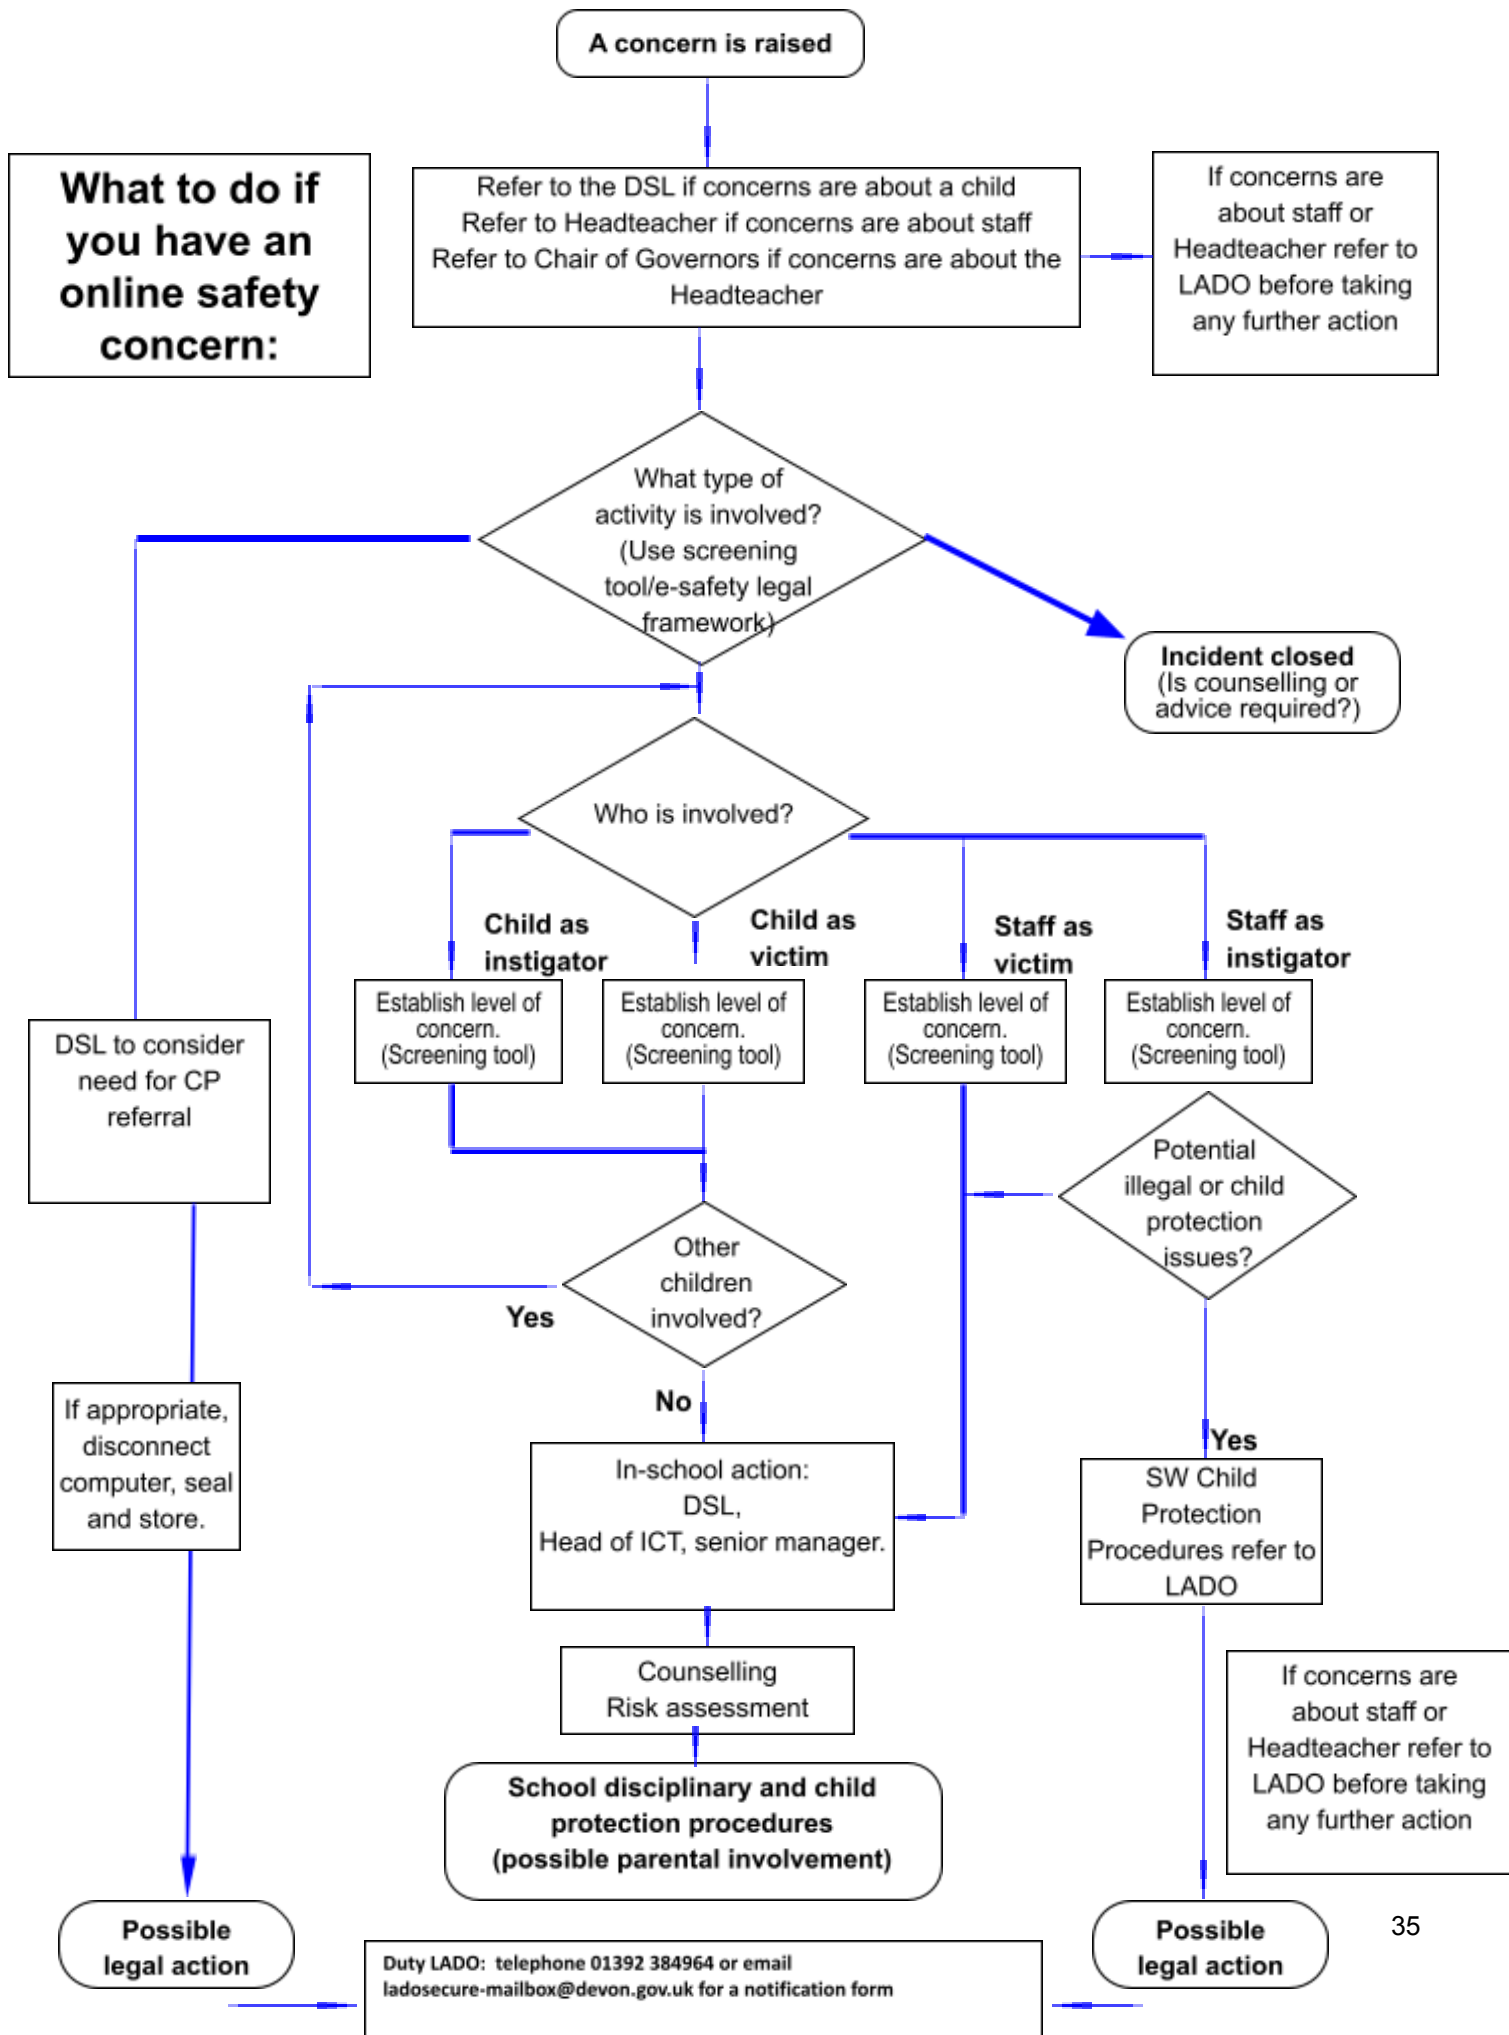 A concern is raised
What to do if
you have an
online safety
concern:
Refer to the DSL if concerns are about a child
Refer to Headteacher if concerns are about staff
Refer to Chair of Governors if concerns are about the
Headteacher
If concerns are
about staff or
Headteacher refer to
LADO before taking
any further action
What type of
activity is involved?
(Use screening
tool/e-safety legal
framework)
Incident closed
(Is counselling or
advice required?)
Who is involved?
Child as
instigator
Child as
victim
Staff as
victim
Staff as
instigator
Establish level of
concern.
(Screening tool)
Establish level of
concern.
(Screening tool)
Establish level of
concern.
(Screening tool)
Establish level of
concern.
(Screening tool)
DSL to consider
need for CP
referral
Potential
illegal or child
protection
issues?
Other
children
involved?
Yes
No
If appropriate,
disconnect
computer, seal
and store.
In-school action:
DSL,
Head of ICT, senior manager.
Yes
SW Child
Protection
Procedures refer to
LADO
Counselling
Risk assessment
If concerns are
about staff or
Headteacher refer to
LADO before taking
any further action
School disciplinary and child
protection procedures
(possible parental involvement)
Possible
legal action
Possible
legal action
35
Duty LADO: telephone 01392 384964 or email
ladosecure-mailbox@devon.gov.uk for a notification form